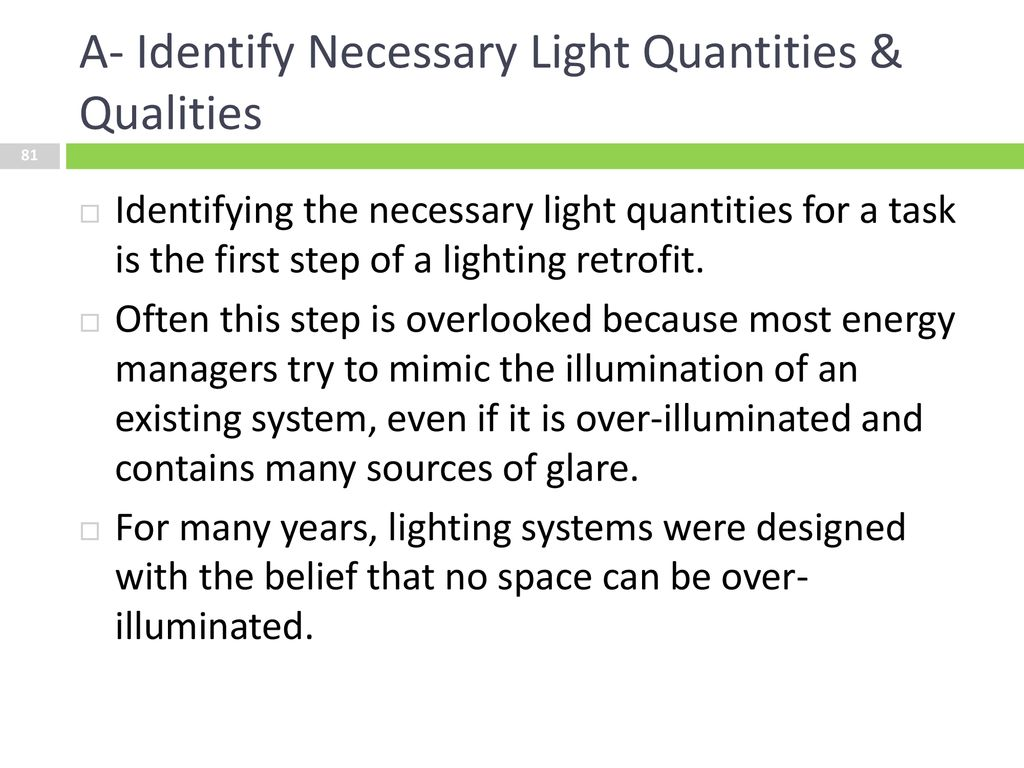 A- Identify Necessary Light Quantities &
Qualities
81
Identifying the necessary light quantities for a task
is the first step of a lighting retrofit.
Often this step is overlooked because most energy
managers try to mimic the illumination of an
existing system, even if it is over-illuminated and
contains many sources of glare.
For many years, lighting systems were designed
with the belief that no space can be over-
illuminated.